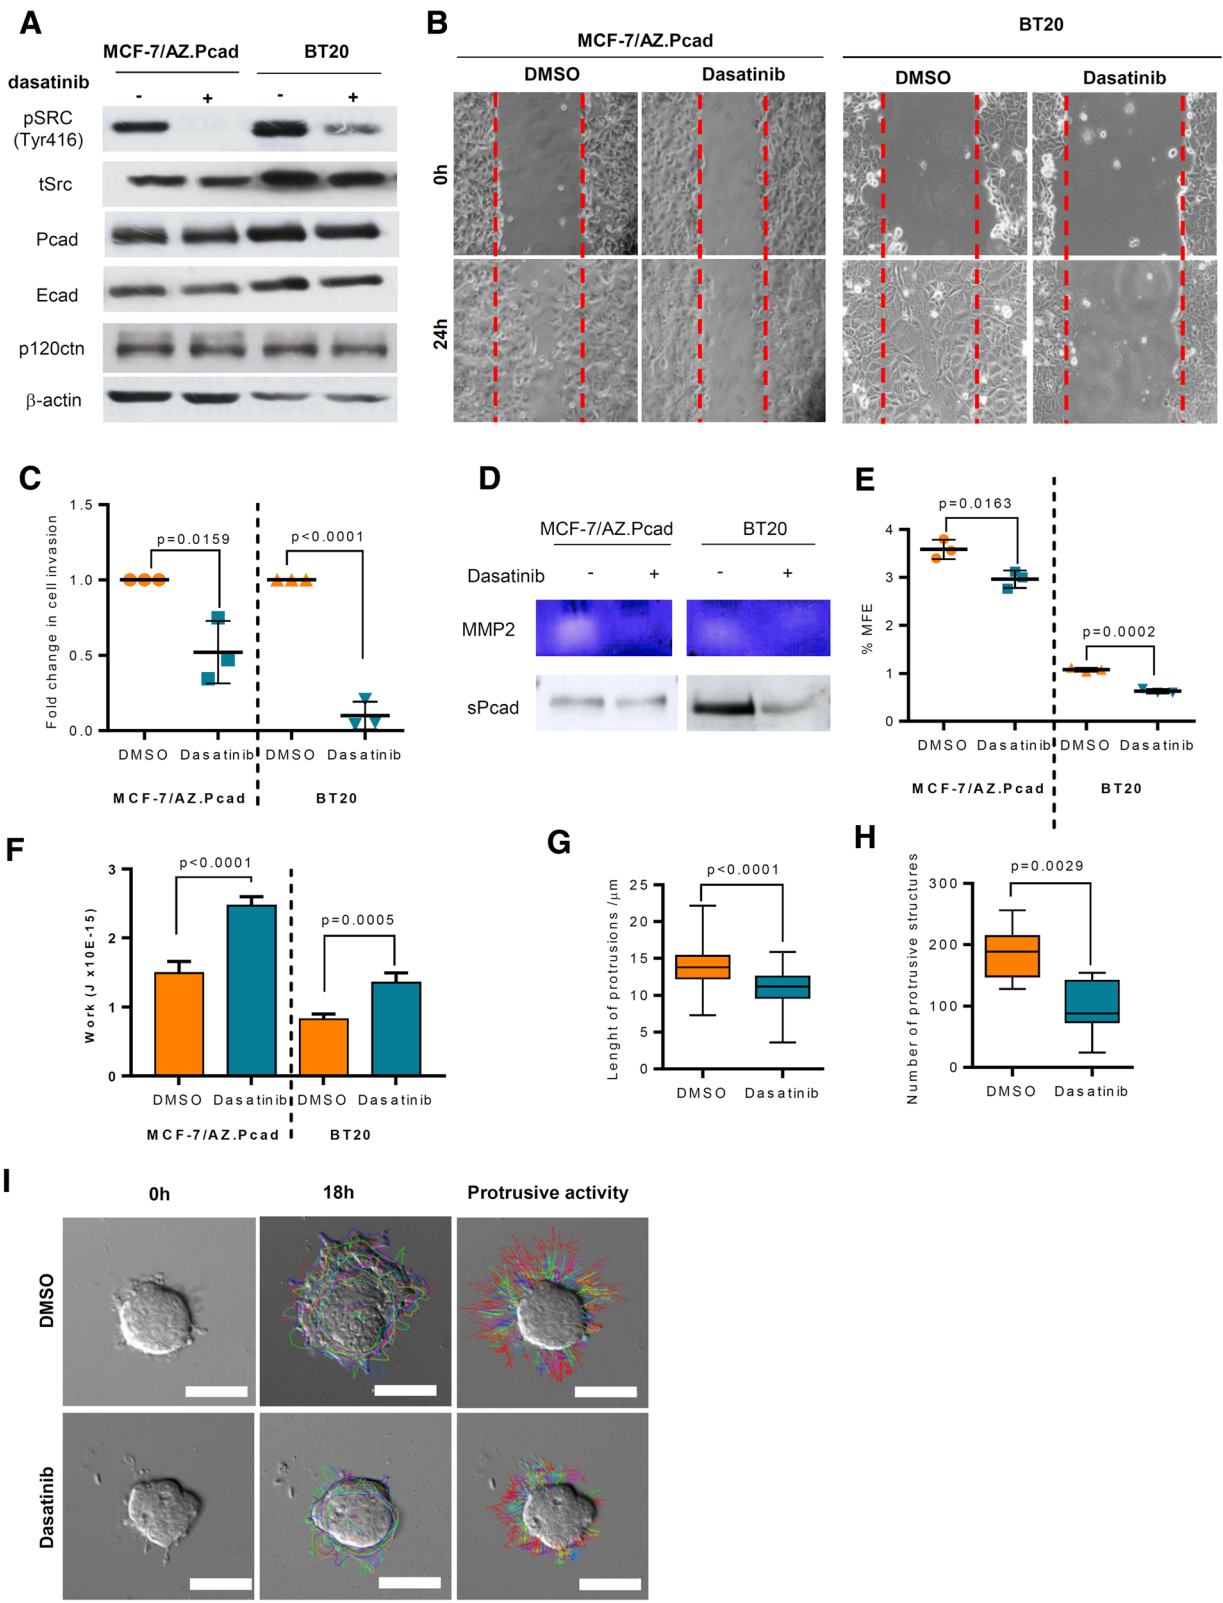 A
MCF-7/AZ.Pcad BT20
dasatinib
- + - +
pSRC
(Tyr416)
tSrc
Pcad
Ecad
p120ctn
β-actin
B
MCF-7/AZ.Pcad BT20
DMSO Dasatinib DMSO Dasatinib
0h
24h
C
Fold change in cell invasion
1.5
1.0
0.5
0.0
p=0.0159 p<0.0001
DMSO Dasatinib DMSO Dasatinib
MCF-7/AZ.Pcad BT20
D
MCF-7/AZ.Pcad BT20
Dasatinib - + - +
MMP2
sPcad
E
% MFE
4
3
2
1
0
p=0.0163
p=0.0002
DMSO Dasatinib DMSO Dasatinib
MCF-7/AZ.Pcad BT20
F
Work (J x10E-15)
3
2
1
0
p<0.0001
p=0.0005
DMSO Dasatinib DMSO Dasatinib
MCF-7/AZ.Pcad BT20
G
Lenght of protrusions /μm
25
20
15
10
5
0
p<0.0001
DMSO Dasatinib
H
Number of protrusive structures
300
200
100
0
p=0.0029
DMSO Dasatinib
I
0h 18h Protrusive activity
DMSO
Dasatinib